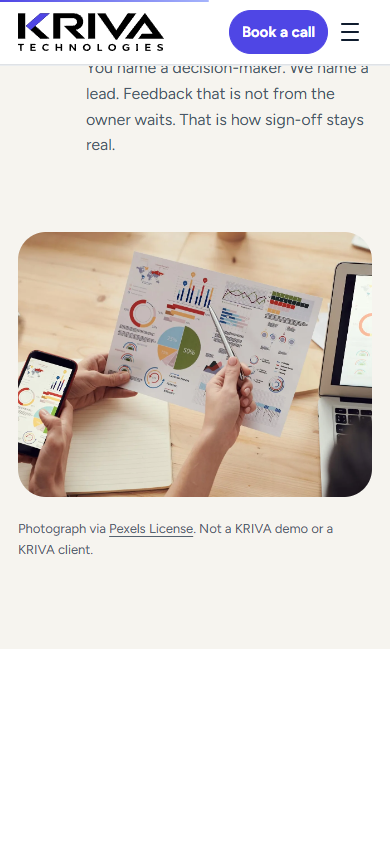 KRIVA
TECHNOLOGIES
Book a call
You name a decision-maker. We name a
lead. Feedback that is not from the
owner waits. That is how sign-off stays
real.
50%
Photograph via Pexels License. Not a KRIVA demo or a
KRIVA client.